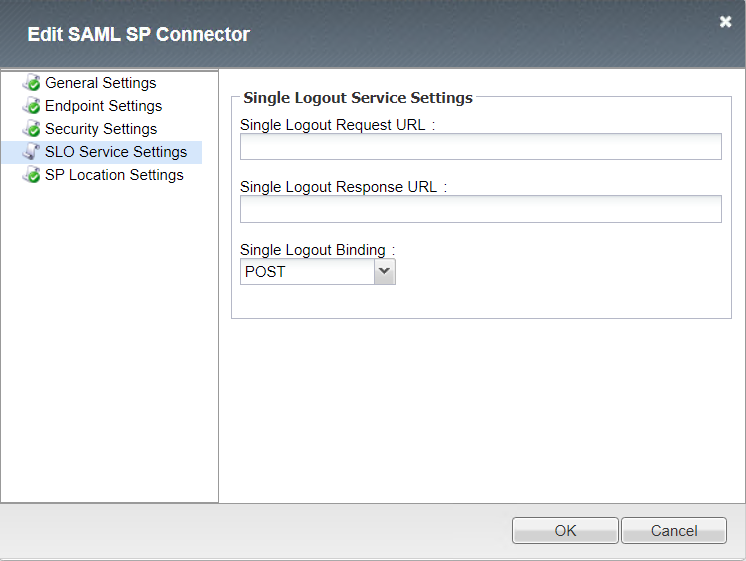 Edit SAML SP Connector
General Settings
Endpoint Settings
Security Settings
SLO Service Settings
SP Location Settings
Single Logout Service Settings
Single Logout Request URL :
Single Logout Response URL :
Single Logout Binding :
POST
OK
Cancel